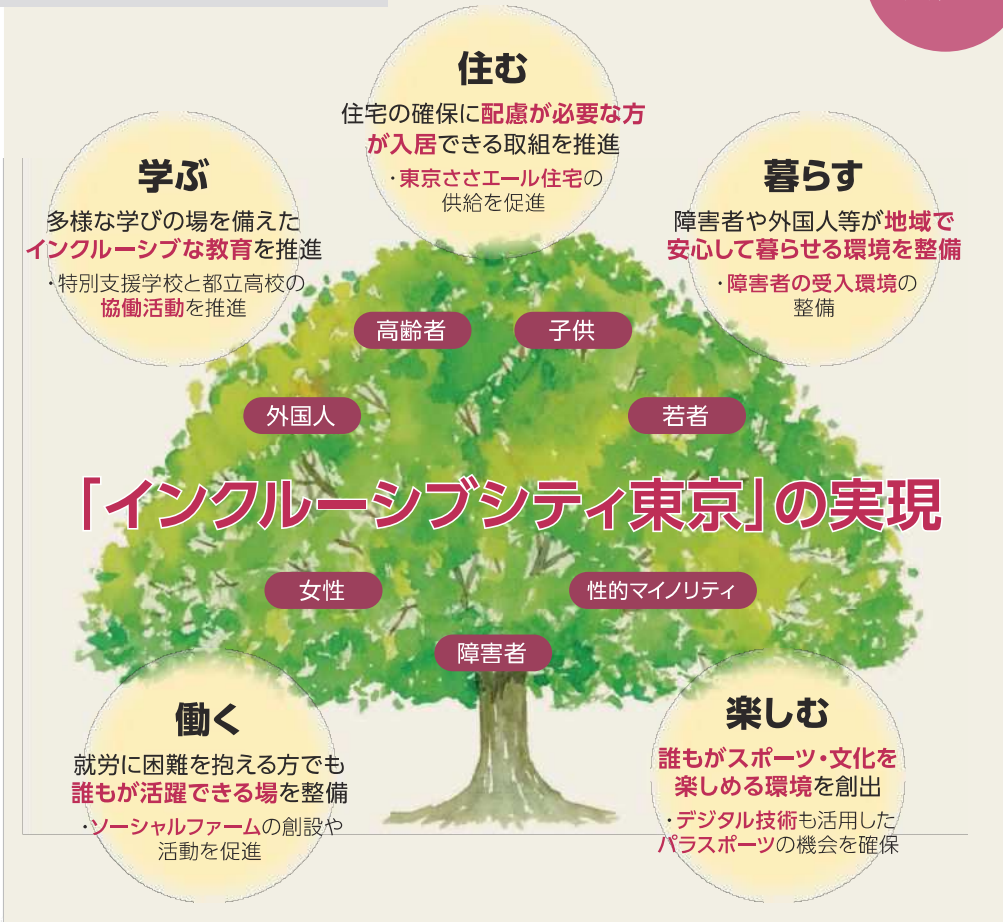 住む
住宅の確保に配慮が必要な方
が入居できる取組を推進
・東京ささエール住宅の
供給を促進
学ぶ
多様な学びの場を備えた
インクルーシブな教育を推進
・特別支援学校と都立高校の
協働活動を推進
暮らす
障害者や外国人等が地域で
安心して暮らせる環境を整備
・障害者の受入環境の
整備
高齢者
子供
外国人
若者
「インクルーシブシティ東京」の実現
女性
性的マイノリティ
障害者
働く
就労に困難を抱える方でも
誰もが活躍できる場を整備
・ソーシャルファームの創設や
活動を促進
楽しむ
誰もがスポーツ・文化を
楽しめる環境を創出
・デジタル技術も活用した
パラスポーツの機会を確保